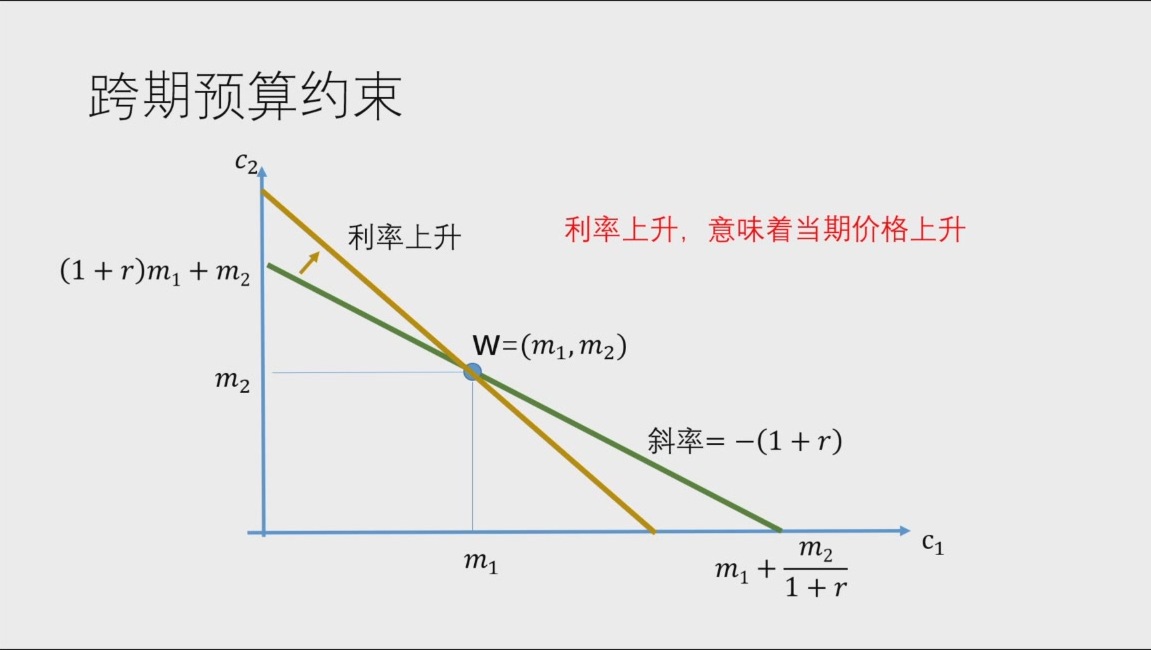 跨期预算约束
c₂
利率上升
利率上升，意味着当期价格上升
(1 + r)m₁ + m₂
W=(m₁, m₂)
m₂
斜率= −(1 + r)
c₁
m₁
m₁ + m₂/(1 + r)